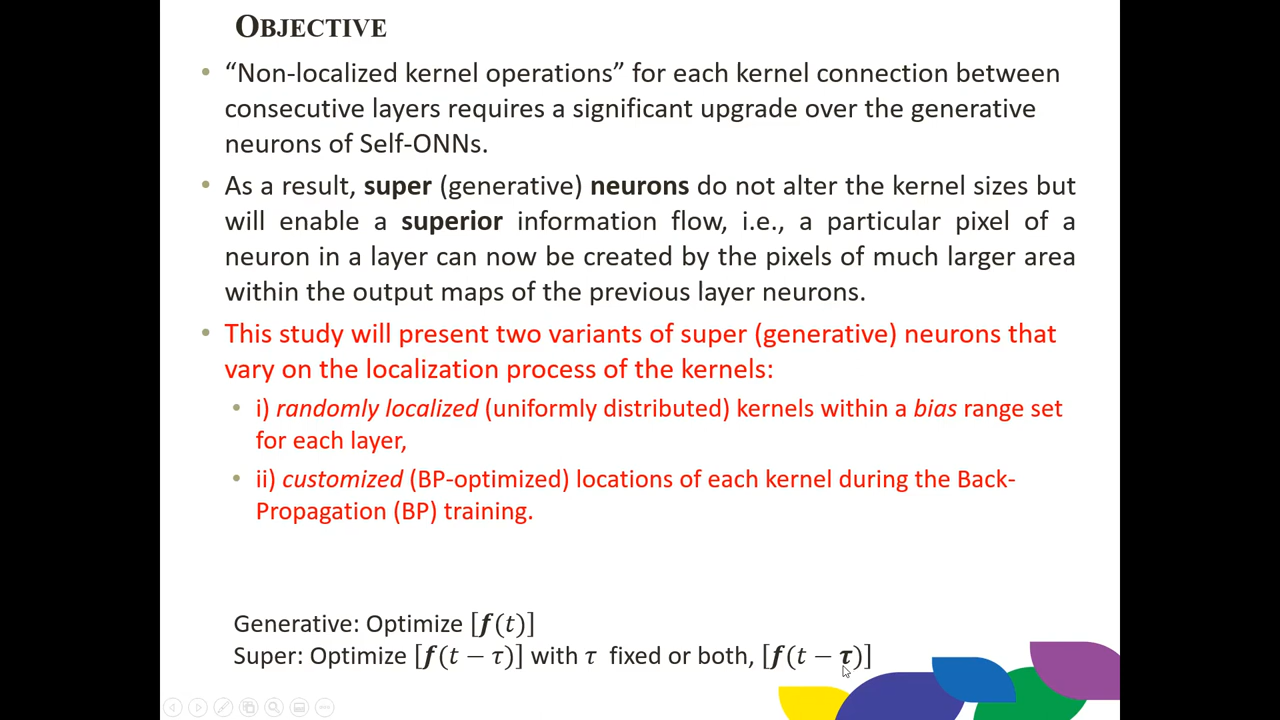 OBJECTIVE
• “Non-localized kernel operations” for each kernel connection between
consecutive layers requires a significant upgrade over the generative
neurons of Self-ONNs.
• As a result, super (generative) neurons do not alter the kernel sizes but
will enable a superior information flow, i.e., a particular pixel of a
neuron in a layer can now be created by the pixels of much larger area
within the output maps of the previous layer neurons.
• This study will present two variants of super (generative) neurons that
vary on the localization process of the kernels:
• i) randomly localized (uniformly distributed) kernels within a bias range set
for each layer,
• ii) customized (BP-optimized) locations of each kernel during the Back-
Propagation (BP) training.
Generative: Optimize [f(t)]
Super: Optimize [f(t − τ)] with τ fixed or both, [f(t − τ)]